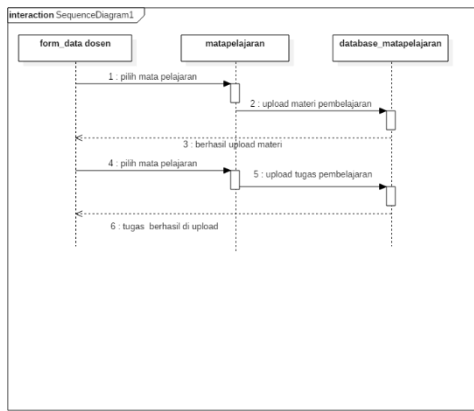 interaction SequenceDiagram1
form_data dosen
matapelajaran
database_matapelajaran
1 : pilih mata pelajaran
2 : upload materi pembelajaran
3 : berhasil upload materi
4 : pilih mata pelajaran
5 : upload tugas pembelajaran
6 : tugas berhasil di upload